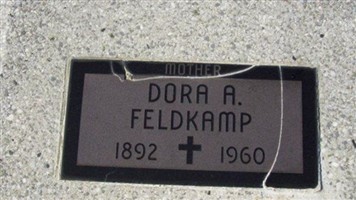 MOTHER
DORA A.
FELDKAMP
1892 ✝ 1960